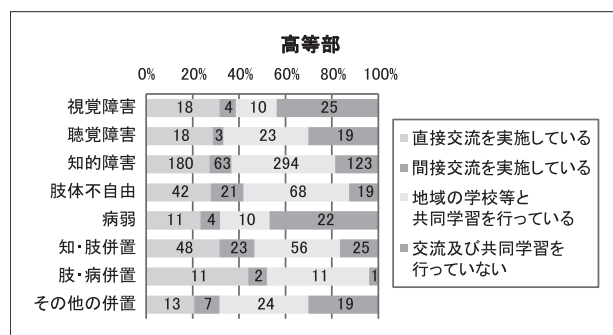 高等部
0% 20% 40% 60% 80% 100%
視覚障害 18 4 10 25
聴覚障害 18 3 23 19
知的障害 180 63 294 123
肢体不自由 42 21 68 19
病弱 11 4 10 22
知・肢併置 48 23 56 25
肢・病併置 11 2 11 1
その他の併置 13 7 24 19
直接交流を実施している
間接交流を実施している
地域の学校等と
共同学習を行っている
交流及び共同学習を
行っていない